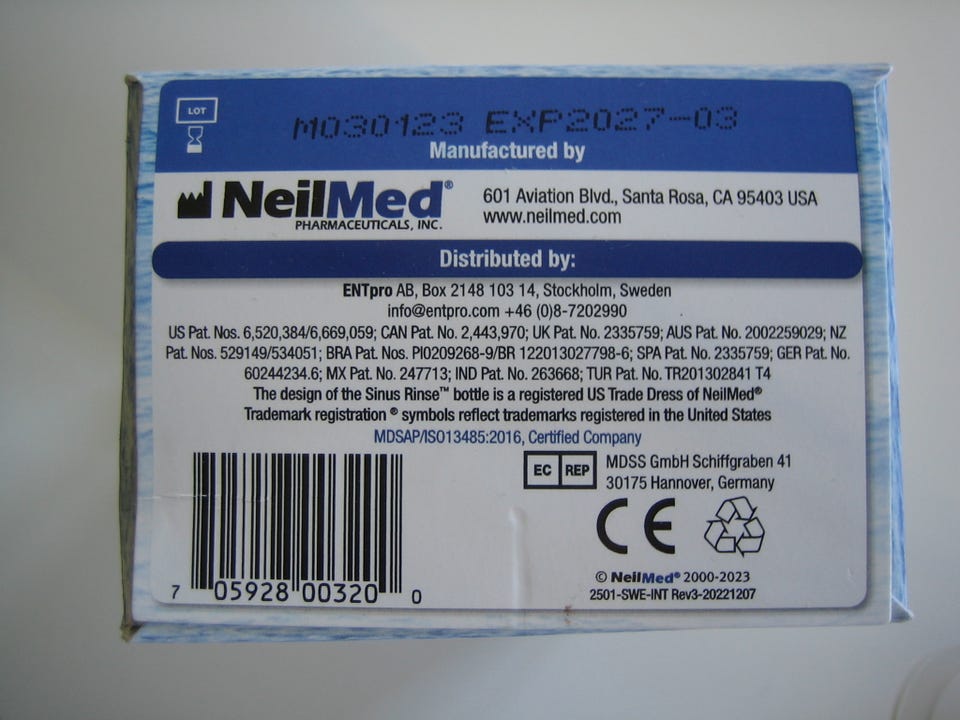 LOT
M030123 EXP2027-03
Manufactured by
NeilMed®
PHARMACEUTICALS, INC.
601 Aviation Blvd., Santa Rosa, CA 95403 USA
www.neilmed.com
Distributed by:
ENTpro AB, Box 2148 103 14, Stockholm, Sweden
info@entpro.com +46 (0)8-7202990
US Pat. Nos. 6,520,384/6,669,059; CAN Pat. No. 2,443,970; UK Pat. No. 2335759; AUS Pat. No. 2002259029; NZ
Pat. Nos. 529149/534051; BRA Pat. Nos. PI0209268-9/BR 122013027798-6; SPA Pat. No. 2335759; GER Pat. No.
60244234.6; MX Pat. No. 247713; IND Pat. No. 263668; TUR Pat. No. TR201302841 T4
The design of the Sinus Rinse™ bottle is a registered US Trade Dress of NeilMed®
Trademark registration ® symbols reflect trademarks registered in the United States
MDSAP/ISO13485:2016, Certified Company
EC REP
MDSS GmbH Schiffgraben 41
30175 Hannover, Germany
CE
© NeilMed® 2000-2023
2501-SWE-INT Rev3-20221207
7 05928 00320 0